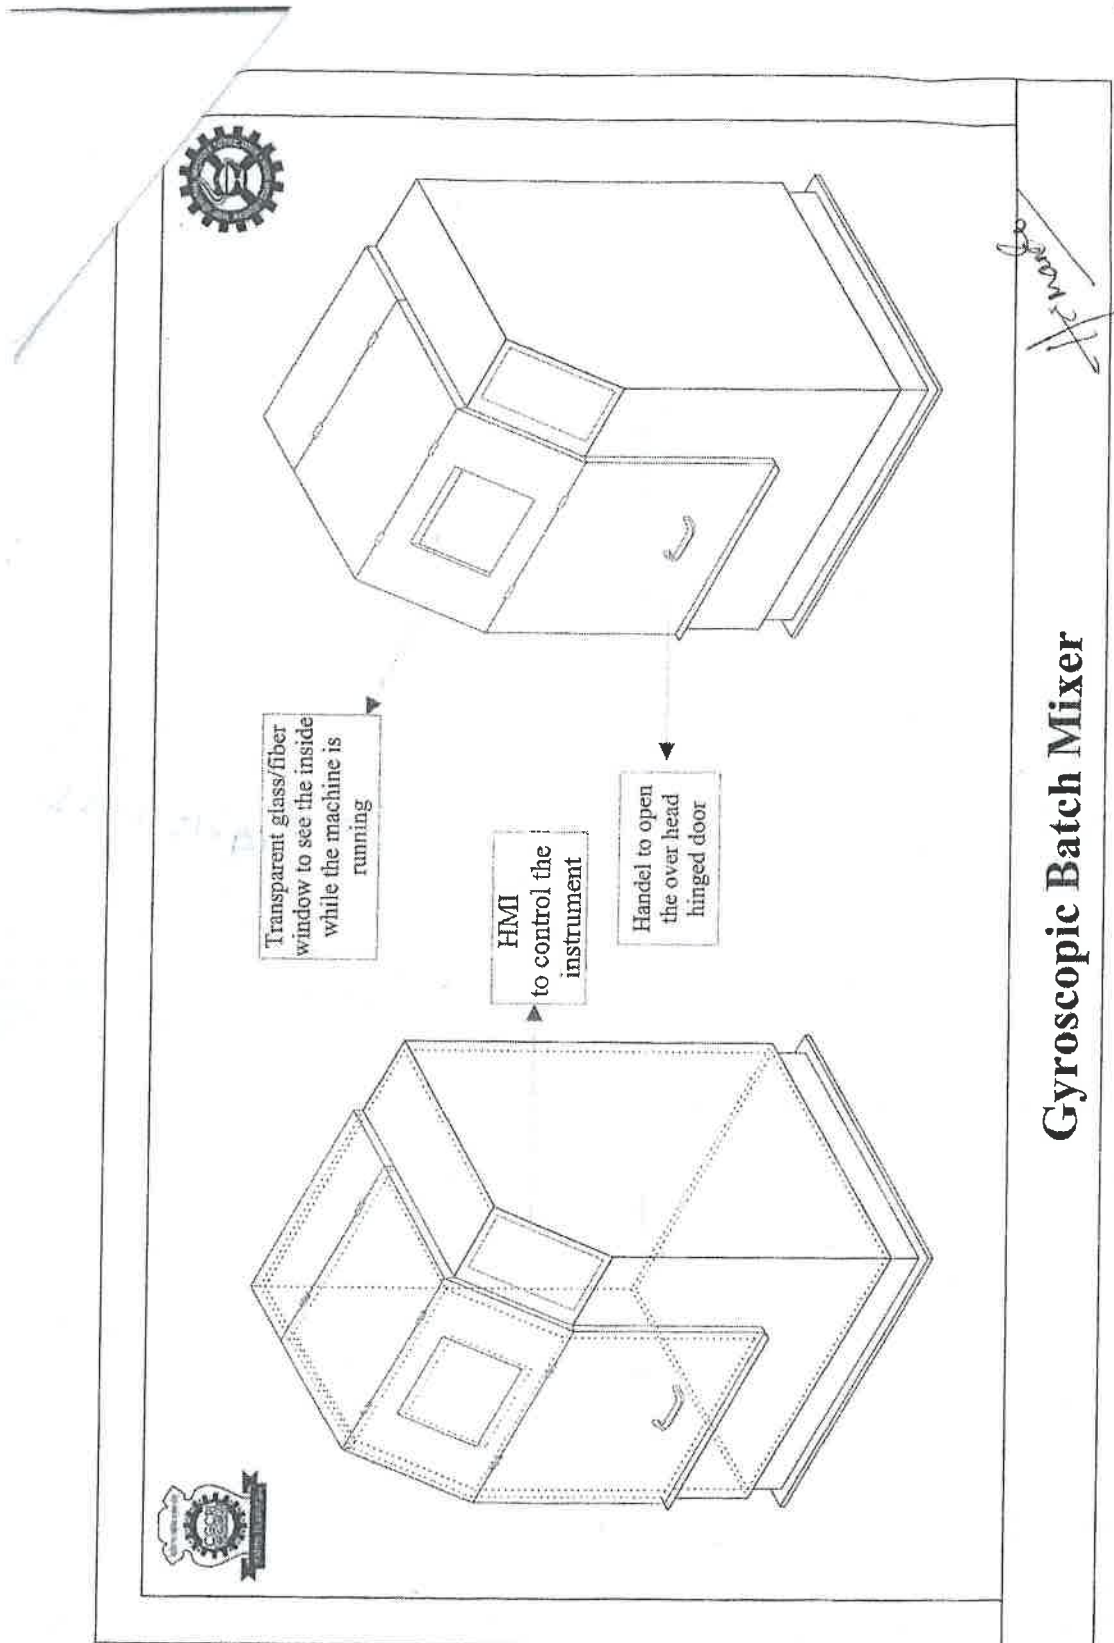 Transparent glass/fiber
window to see the inside
while the machine is
running
HMI
to control the
instrument
Handel to open
the over head
hinged door
Gyroscopic Batch Mixer